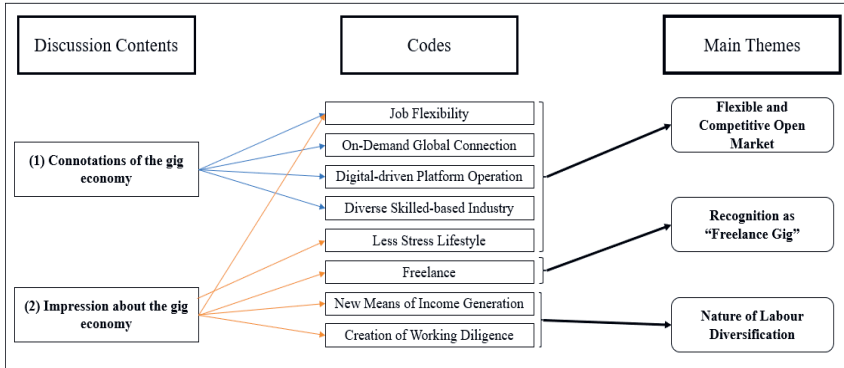 Discussion Contents
Codes
Main Themes
(1) Connotations of the gig
economy
(2) Impression about the gig
economy
Job Flexibility
On-Demand Global Connection
Digital-driven Platform Operation
Diverse Skilled-based Industry
Less Stress Lifestyle
Freelance
New Means of Income Generation
Creation of Working Diligence
Flexible and
Competitive Open
Market
Recognition as
“Freelance Gig”
Nature of Labour
Diversification